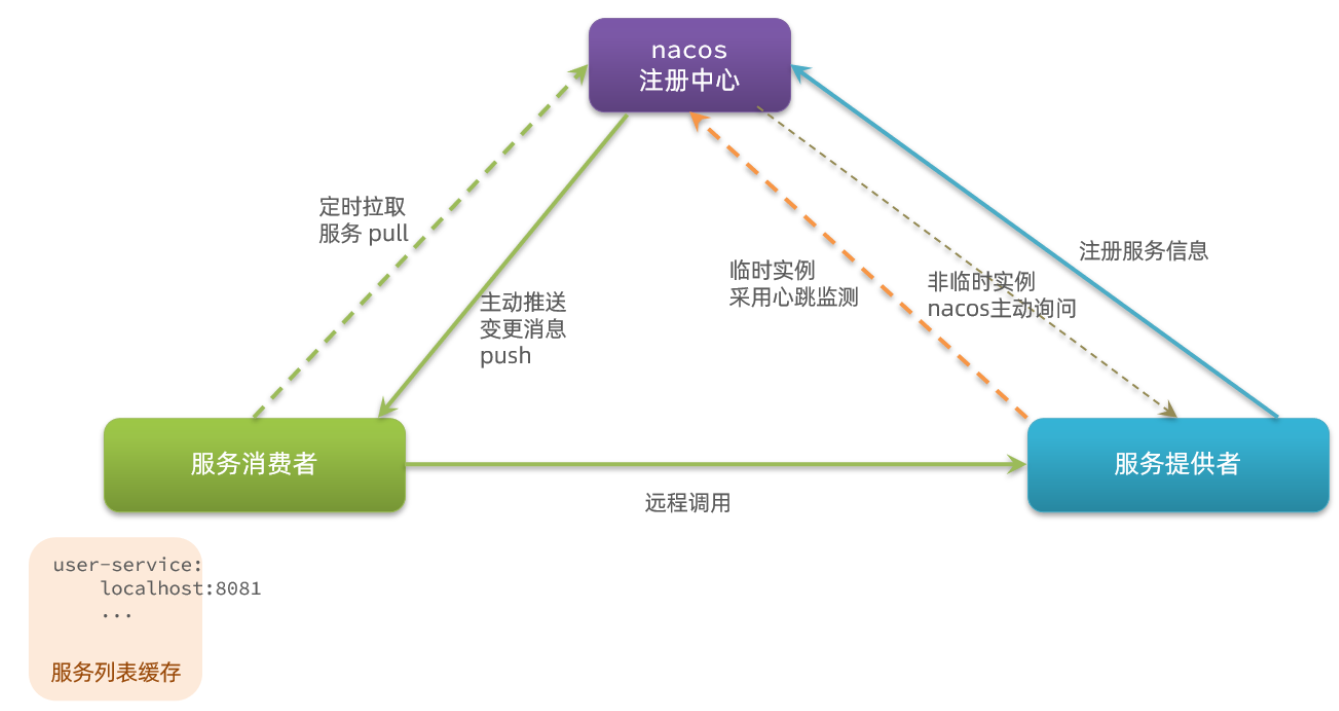 nacos
注册中心
定时拉取
服务 pull
主动推送
变更消息
push
临时实例
采用心跳监测
非临时实例
nacos主动询问
注册服务信息
服务消费者
服务提供者
远程调用
user-service:
localhost:8081
...
服务列表缓存